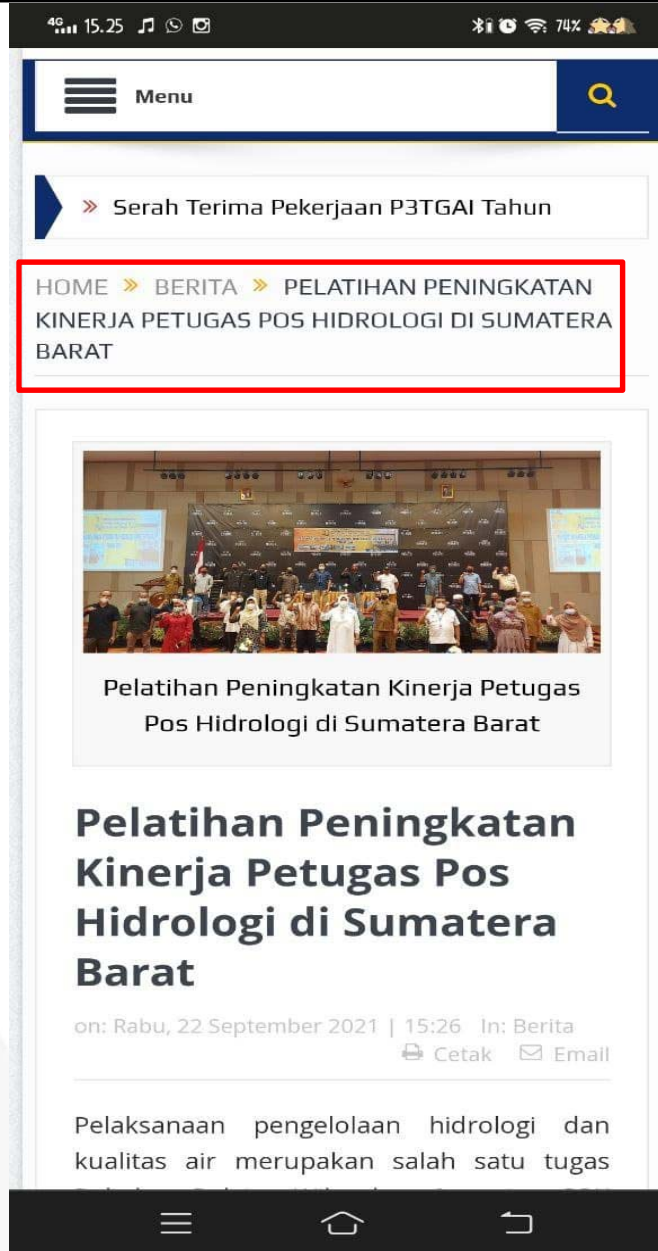 4G 15.25 74%
Menu
» Serah Terima Pekerjaan P3TGAI Tahun
HOME » BERITA » PELATIHAN PENINGKATAN
KINERJA PETUGAS POS HIDROLOGI DI SUMATERA
BARAT
Pelatihan Peningkatan Kinerja Petugas
Pos Hidrologi di Sumatera Barat
Pelatihan Peningkatan
Kinerja Petugas Pos
Hidrologi di Sumatera
Barat
on: Rabu, 22 September 2021 | 15:26 In: Berita
Cetak Email
Pelaksanaan pengelolaan hidrologi dan
kualitas air merupakan salah satu tugas